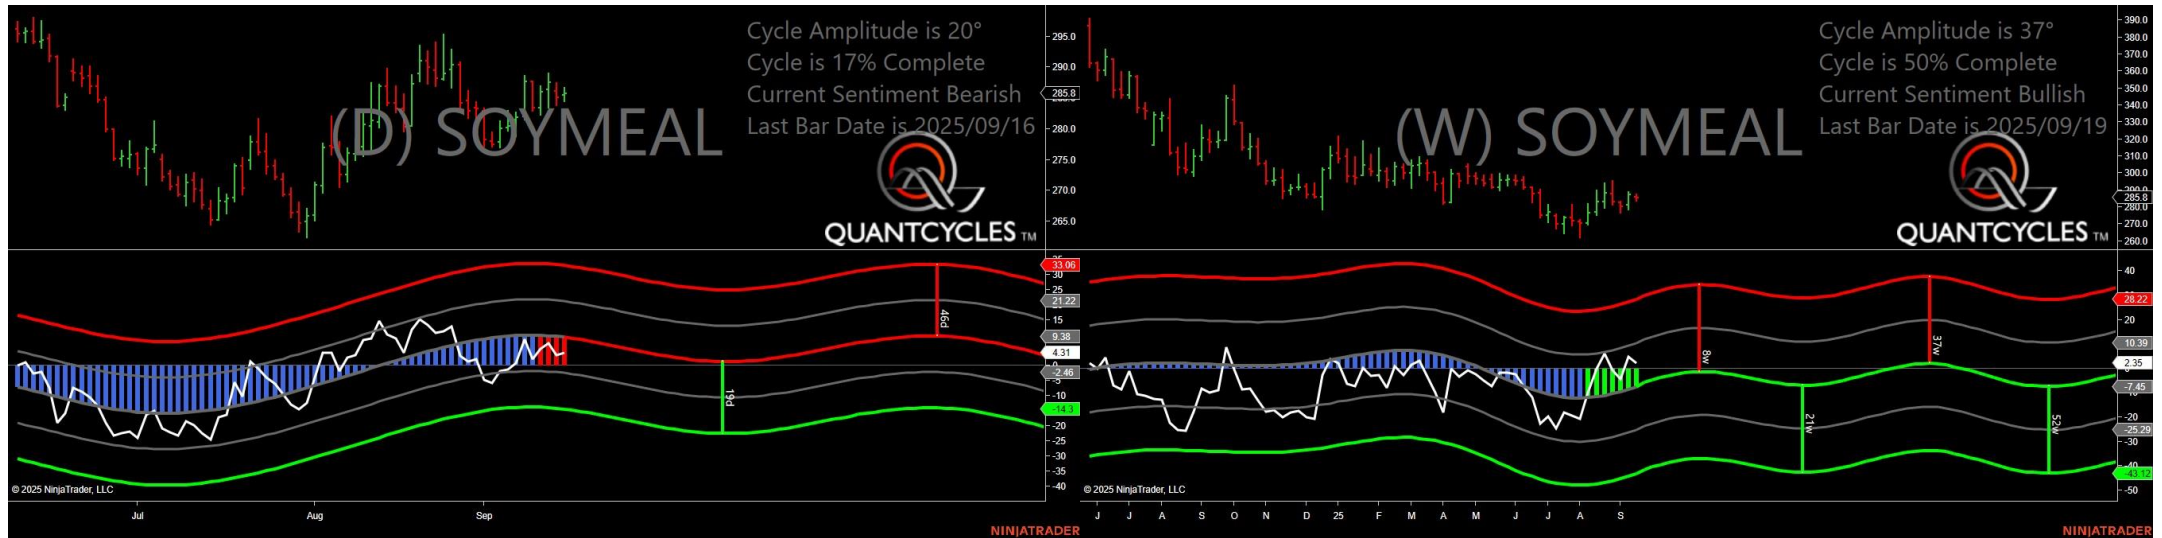 Cycle Amplitude is 20°
Cycle is 17% Complete
Current Sentiment Bearish
Last Bar Date is 2025/09/16
(D) SOYMEAL
QUANTCYCLES TM
295.0
290.0
285.8
280.0
275.0
270.0
265.0
33.06
30
25
21.22
15
9.38
4.31
0
-2.46
-5
-10
-14.3
-20
-25
-30
-35
-40
46d
19d
© 2025 NinjaTrader, LLC
Jul
Aug
Sep
NINJATRADER
Cycle Amplitude is 37°
Cycle is 50% Complete
Current Sentiment Bullish
Last Bar Date is 2025/09/19
(W) SOYMEAL
QUANTCYCLES TM
390.0
380.0
370.0
360.0
350.0
340.0
330.0
320.0
310.0
300.0
285.8
280.0
270.0
260.0
40
28.22
20
10.39
2.35
-7.45
-20
-25.29
-30
-43.12
-50
8w
37w
21w
52w
© 2025 NinjaTrader, LLC
J
J
A
S
O
N
D
25
F
M
A
M
J
J
A
S
NINJATRADER